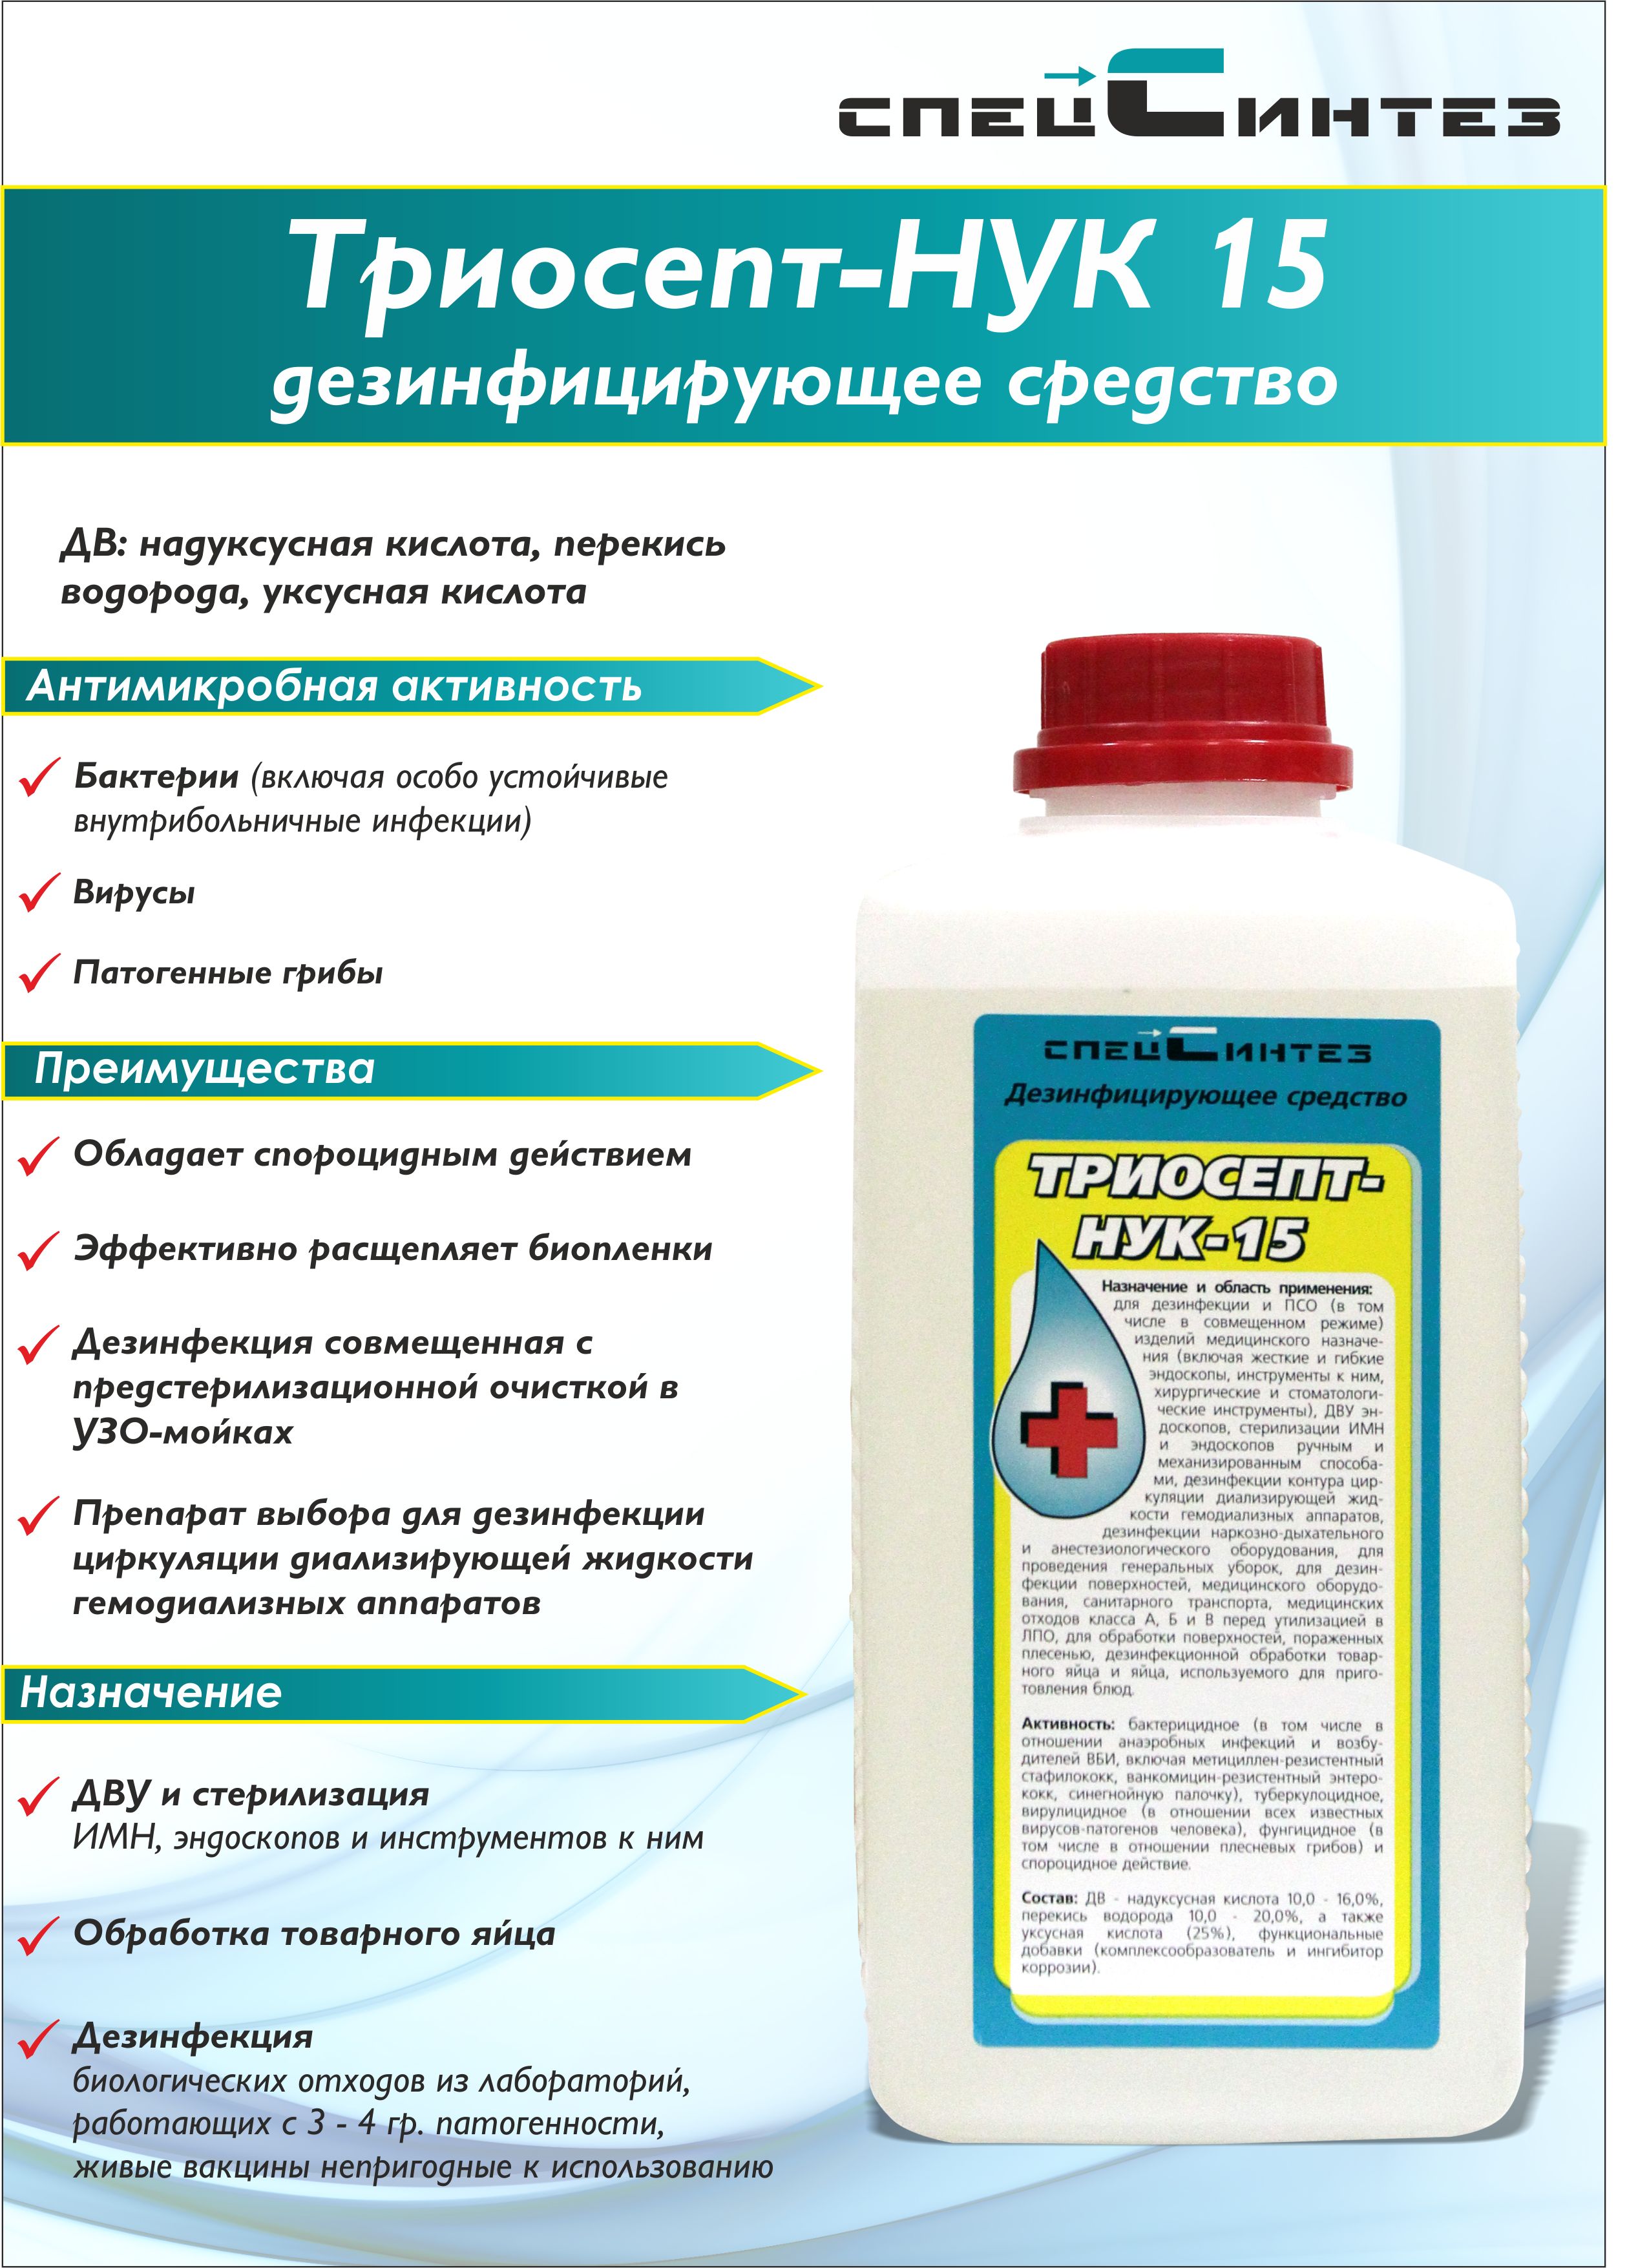 спецСинтез
Триосепт-НУК 15
дезинфицирующее средство
ДВ: надуксусная кислота, перекись
водорода, уксусная кислота
Антимикробная активность
Бактерии (включая особо устойчивые
внутрибольничные инфекции)
Вирусы
Патогенные грибы
Преимущества
Обладает спороцидным действием
Эффективно расщепляет биопленки
Дезинфекция совмещенная с
предстерилизационной очисткой в
УЗО-мойках
Препарат выбора для дезинфекции
циркуляции диализирующей жидкости
гемодиализных аппаратов
Назначение
ДВУ и стерилизация
ИМН, эндоскопов и инструментов к ним
Обработка товарного яйца
Дезинфекция
биологических отходов из лабораторий,
работающих с 3 - 4 гр. патогенности,
живые вакцины непригодные к использованию
спецСинтез
Дезинфицирующее средство
ТРИОСЕПТ-
НУК-15
Назначение и область применения:
для дезинфекции и ПСО (в том
числе в совмещенном режиме)
изделий медицинского назначе-
ния (включая жесткие и гибкие
эндоскопы, инструменты к ним,
хирургические и стоматологи-
ческие инструменты), ДВУ эн-
доскопов, стерилизации ИМН
и эндоскопов ручным и
механизированным способа-
ми, дезинфекции контура цир-
куляции диализирующей жид-
кости гемодиализных аппаратов,
дезинфекции наркозно-дыхательного
и анестезиологического оборудования, для
проведения генеральных уборок, для дезин-
фекции поверхностей, медицинского оборудо-
вания, санитарного транспорта, медицинских
отходов класса А, Б и В перед утилизацией в
ЛПО, для обработки поверхностей, пораженных
плесенью, дезинфекционной обработки товар-
ного яйца и яйца, используемого для приго-
товления блюд.
Активность: бактерицидное (в том числе в
отношении анаэробных инфекций и возбу-
дителей ВБИ, включая метициллен-резистентный
стафилококк, ванкомицин-резистентный энтеро-
кокк, синегнойную палочку), туберкулоцидное,
вирулицидное (в отношении всех известных
вирусов-патогенов человека), фунгицидное (в
том числе в отношении плесневых грибов) и
спороцидное действие.
Состав: ДВ - надуксусная кислота 10,0 - 16,0%,
перекись водорода 10,0 - 20,0%, а также
уксусная кислота (25%), функциональные
добавки (комплексообразователь и ингибитор
коррозии).